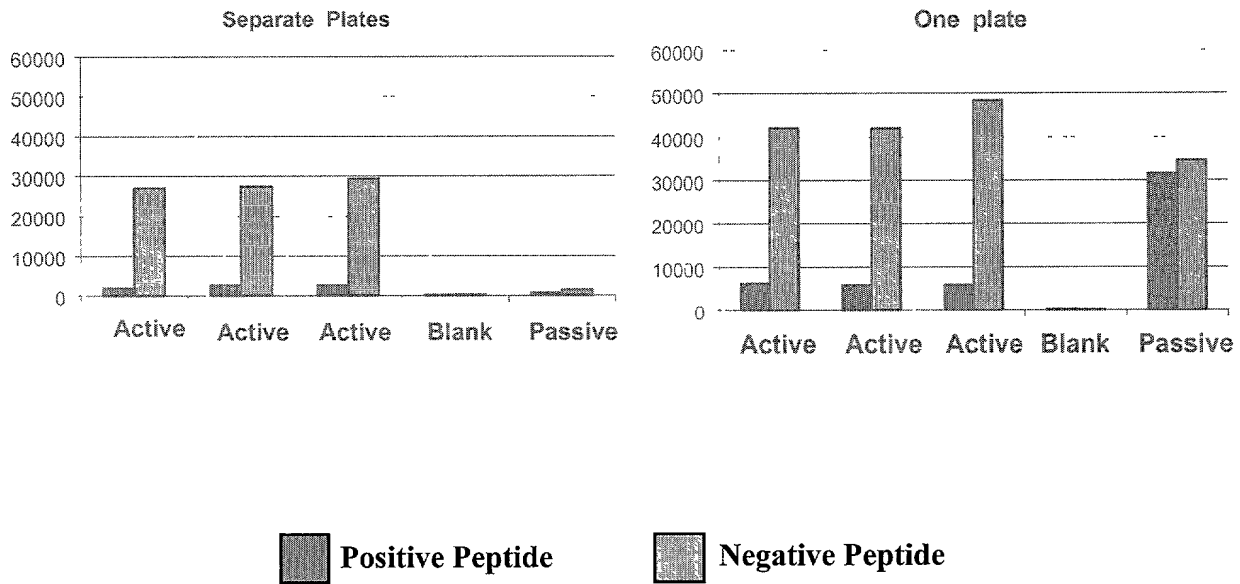 Separate Plates
60000
50000
40000
30000
20000
10000
0
Active Active Active Blank Passive
One plate
60000
50000
40000
30000
20000
10000
0
Active Active Active Blank Passive
Positive Peptide Negative Peptide